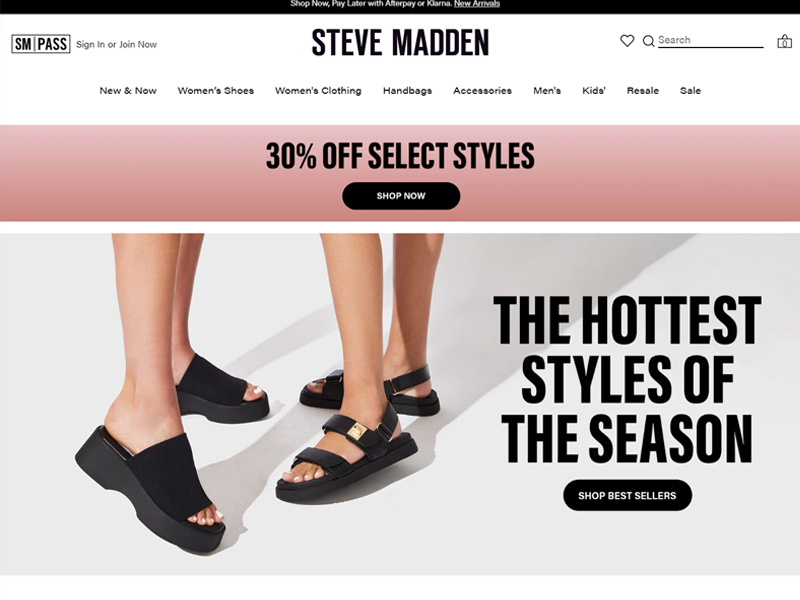 Shop Now, Pay Later with Afterpay or Klarna. New Arrivals
SM PASS Sign In or Join Now
STEVE MADDEN
Search
0
New & Now Women's Shoes Women's Clothing Handbags Accessories Men's Kids' Resale Sale
30% OFF SELECT STYLES
SHOP NOW
THE HOTTEST
STYLES OF
THE SEASON
SHOP BEST SELLERS